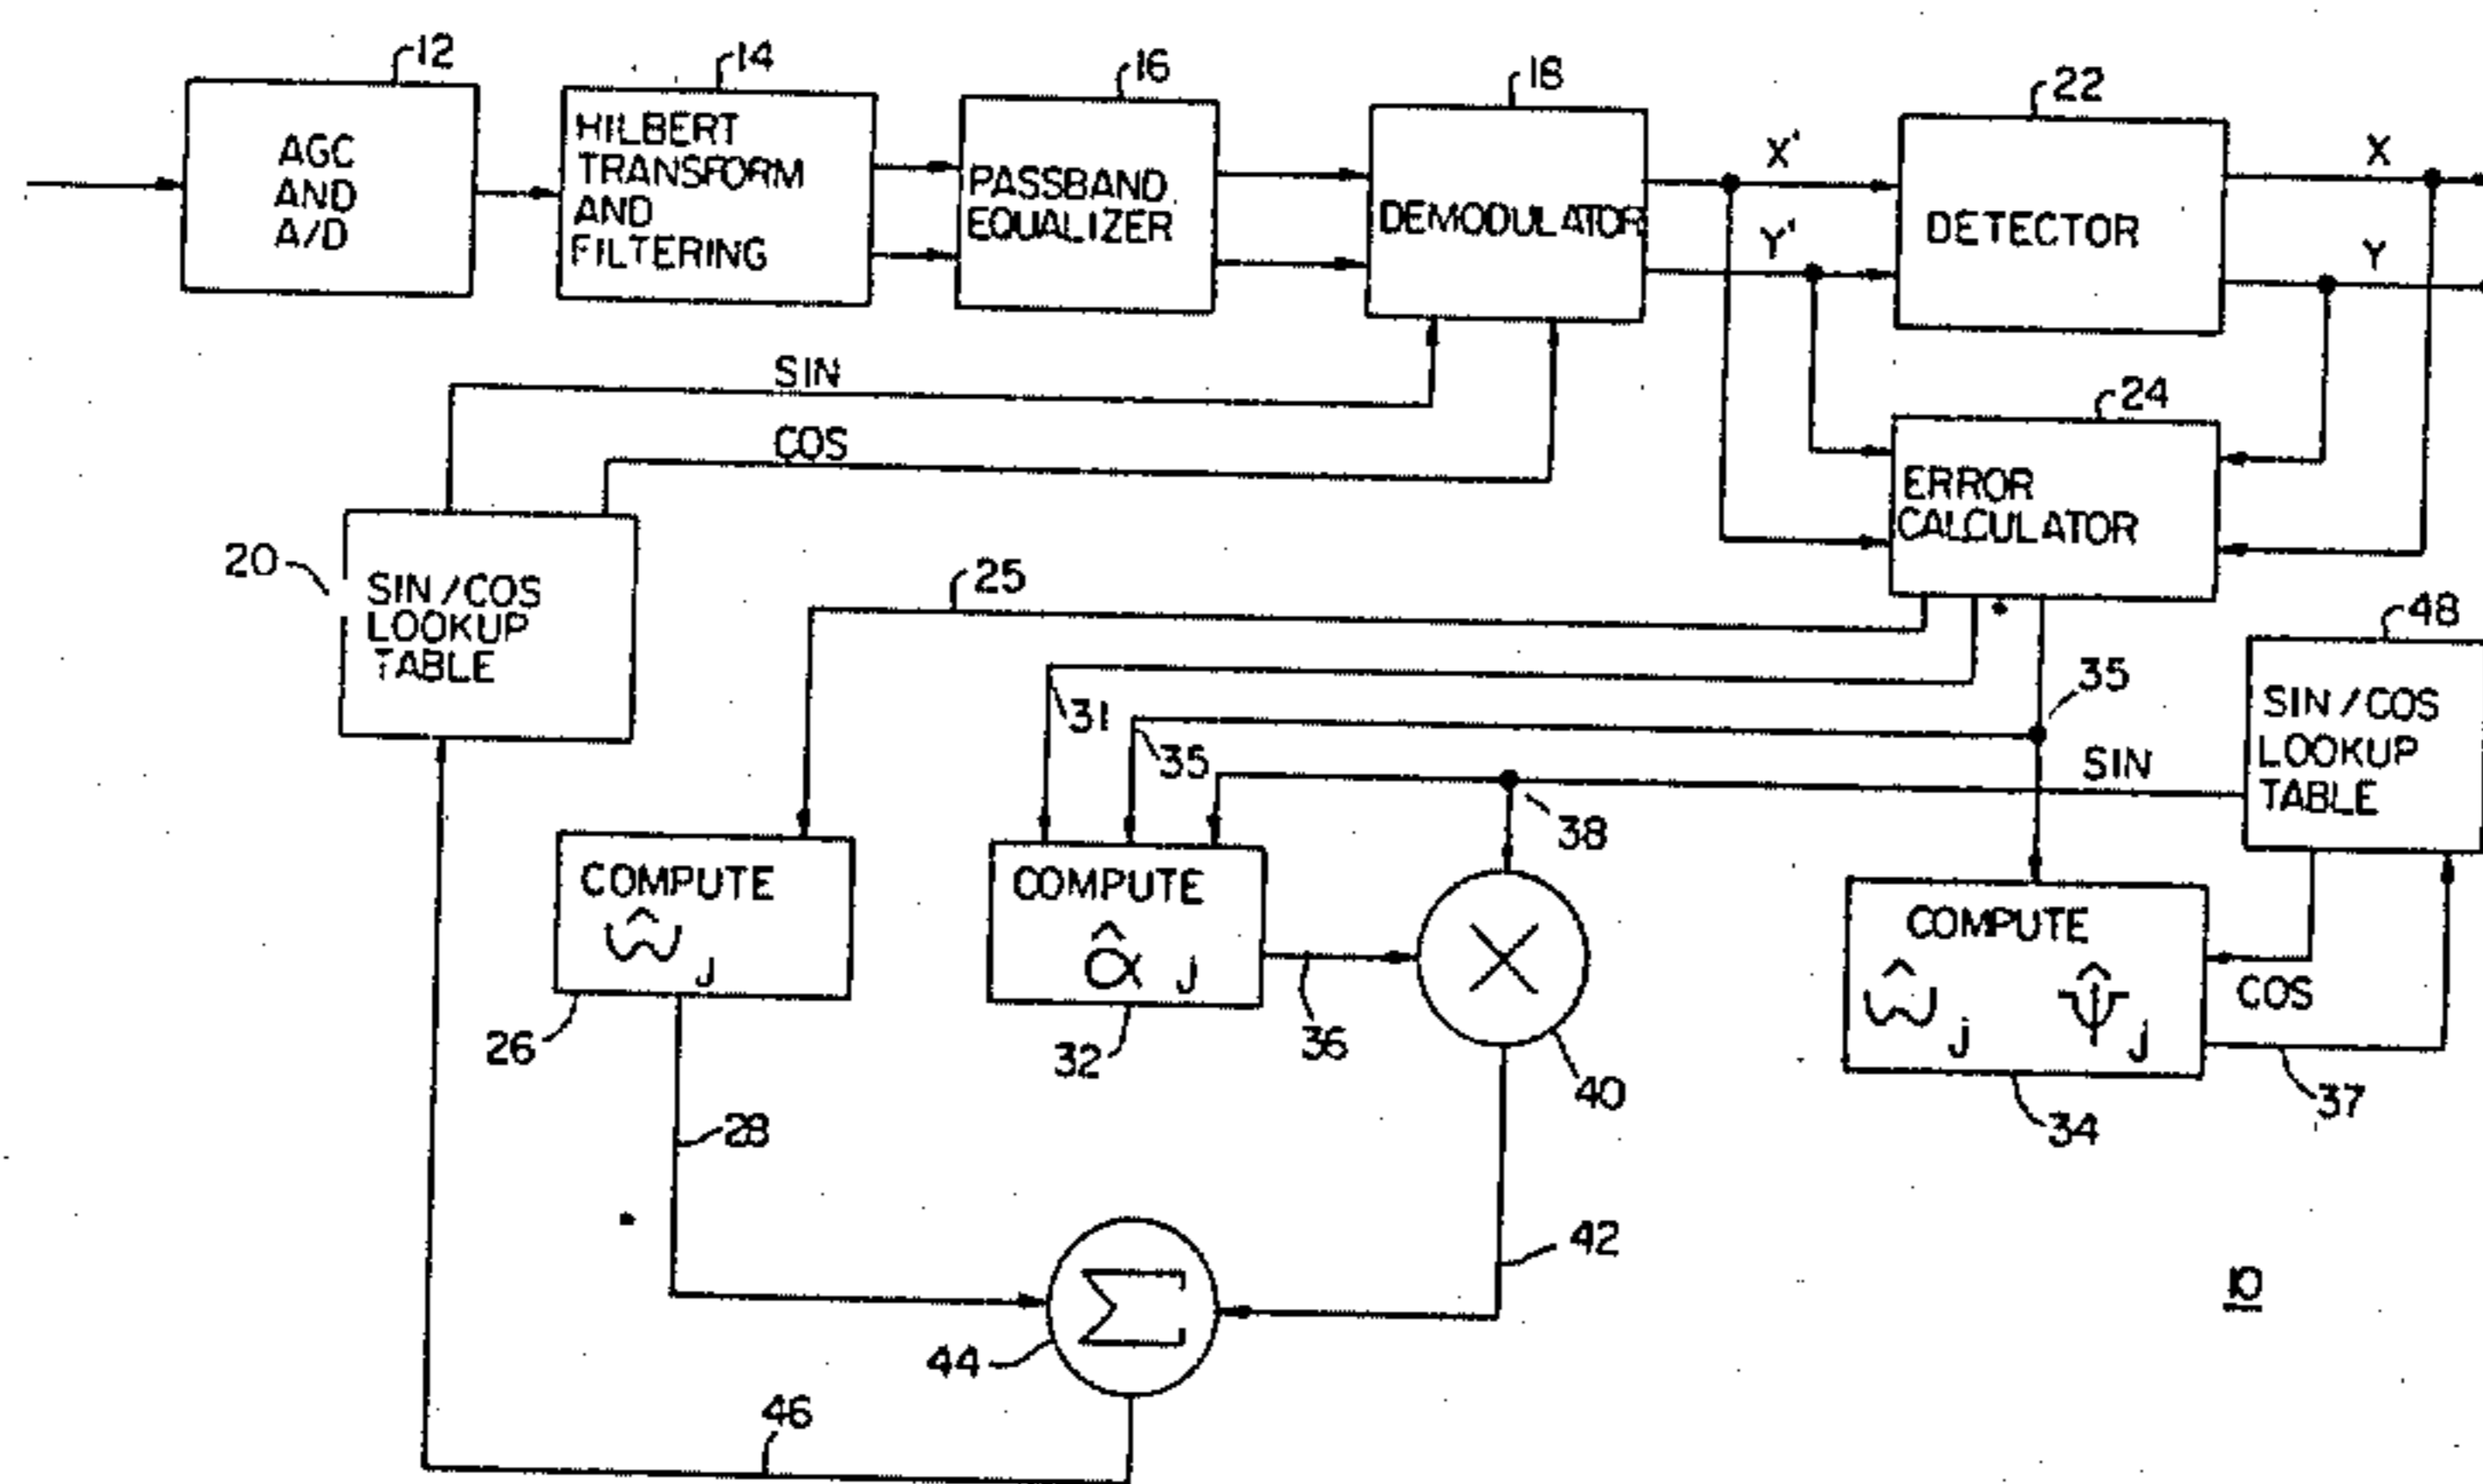 12
14
16
18
22
AGC
AND
A/D
HILBERT
TRANSFORM
AND
FILTERING
PASSBAND
EQUALIZER
DEMODULATOR
X'
Y'
DETECTOR
X
Y
SIN
COS
24
ERROR
CALCULATOR
20
SIN/COS
LOOKUP
TABLE
25
31
35
35
48
SIN/COS
LOOKUP
TABLE
SIN
38
COMPUTE
ω̂ J
26
COMPUTE
α̂ J
32
36
40
COMPUTE
ω̂ j ψ̂ j
COS
34
37
28
42
44
Σ
46
10